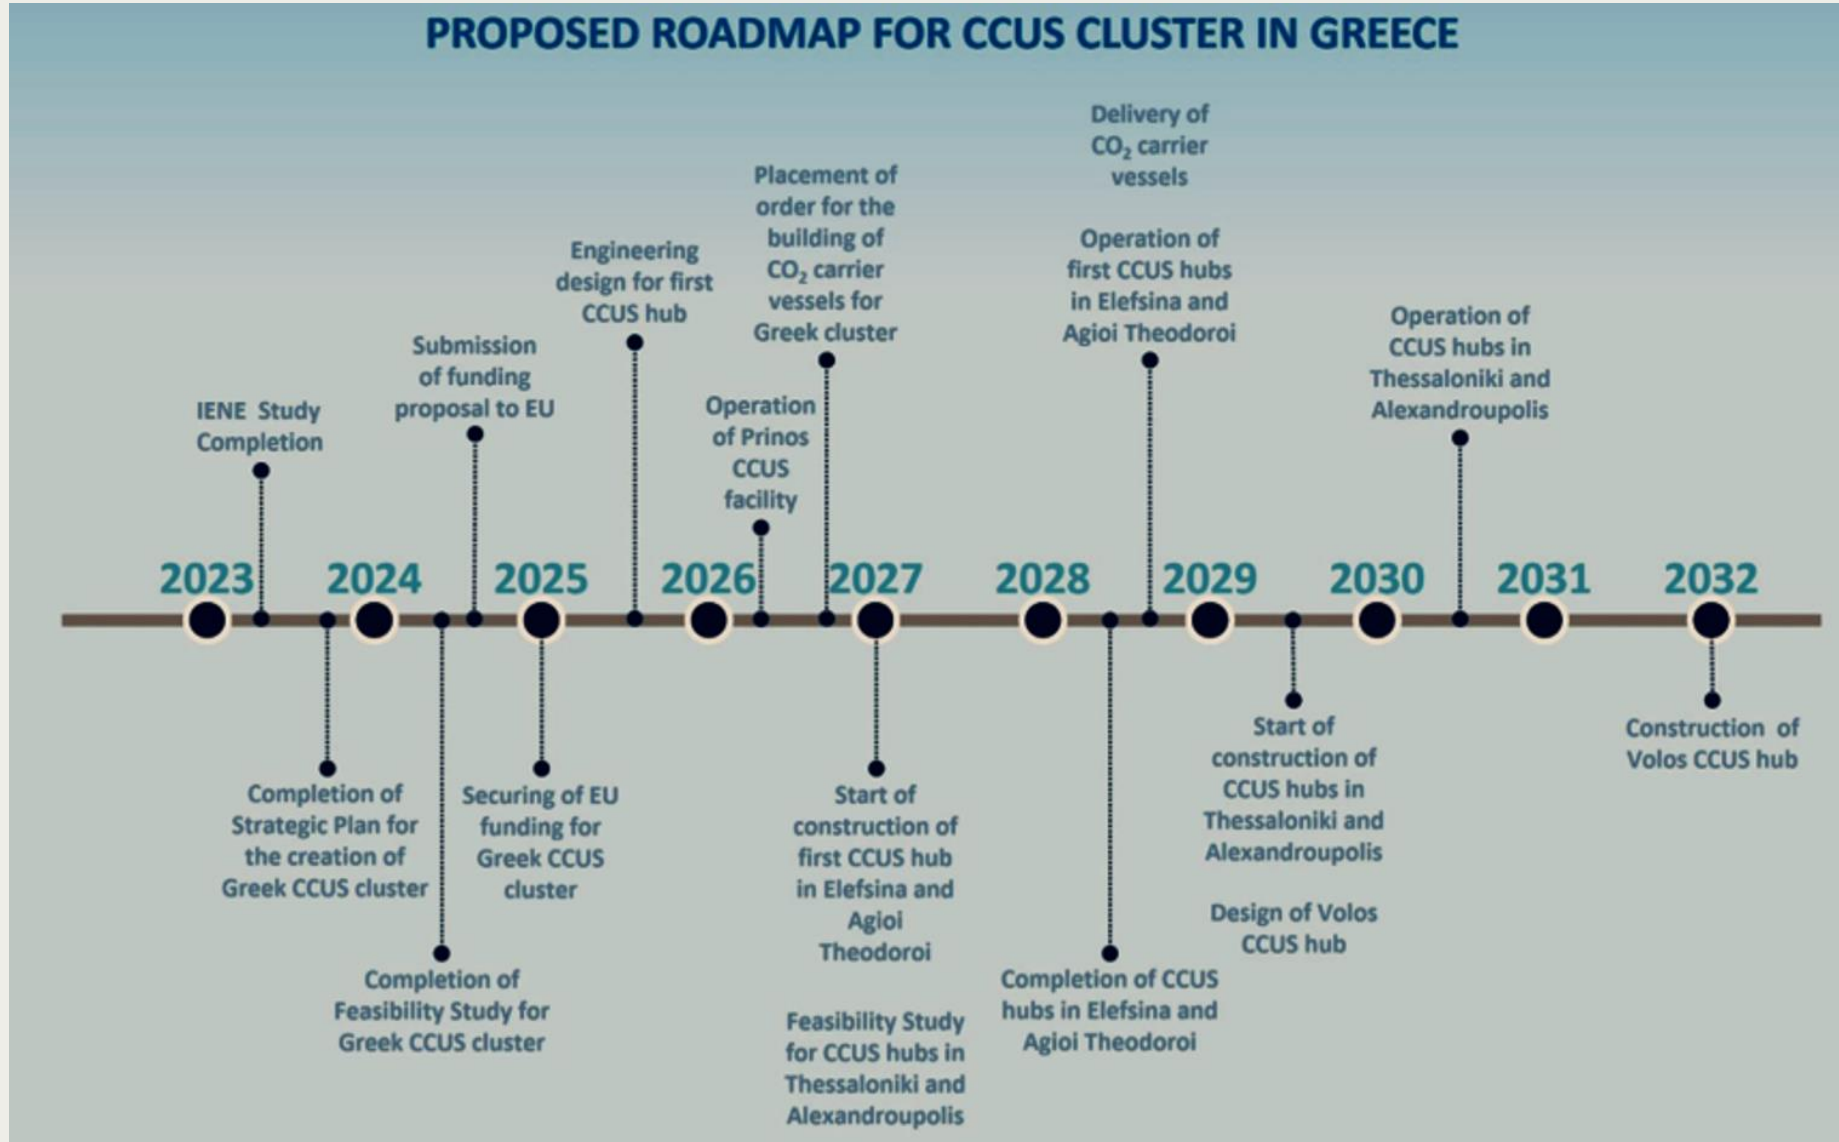 PROPOSED ROADMAP FOR CCUS CLUSTER IN GREECE
IENE Study
Completion
Submission
of funding
proposal to EU
Engineering
design for first
CCUS hub
Operation
of Prinos
CCUS
facility
Placement of
order for the
building of
CO₂ carrier
vessels for
Greek cluster
Delivery of
CO₂ carrier
vessels
Operation of
first CCUS hubs
in Elefsina and
Agioi Theodoroi
Operation of
CCUS hubs in
Thessaloniki and
Alexandroupolis
2023 2024 2025 2026 2027 2028 2029 2030 2031 2032
Completion of
Strategic Plan for
the creation of
Greek CCUS cluster
Completion of
Feasibility Study for
Greek CCUS cluster
Securing of EU
funding for
Greek CCUS
cluster
Start of
construction of
first CCUS hub
in Elefsina and
Agioi
Theodoroi
Feasibility Study
for CCUS hubs in
Thessaloniki and
Alexandroupolis
Completion of CCUS
hubs in Elefsina and
Agioi Theodoroi
Start of
construction of
CCUS hubs in
Thessaloniki and
Alexandroupolis
Design of Volos
CCUS hub
Construction of
Volos CCUS hub